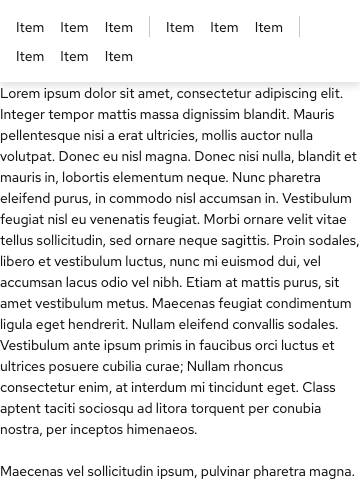 Item Item Item Item Item Item
Item Item Item
Lorem ipsum dolor sit amet, consectetur adipiscing elit.
Integer tempor mattis massa dignissim blandit. Mauris
pellentesque nisi a erat ultricies, mollis auctor nulla
volutpat. Donec eu nisl magna. Donec nisi nulla, blandit et
mauris in, lobortis elementum neque. Nunc pharetra
eleifend purus, in commodo nisl accumsan in. Vestibulum
feugiat nisl eu venenatis feugiat. Morbi ornare velit vitae
tellus sollicitudin, sed ornare neque sagittis. Proin sodales,
libero et vestibulum luctus, nunc mi euismod dui, vel
accumsan lacus odio vel nibh. Etiam at mattis purus, sit
amet vestibulum metus. Maecenas feugiat condimentum
ligula eget hendrerit. Nullam eleifend convallis sodales.
Vestibulum ante ipsum primis in faucibus orci luctus et
ultrices posuere cubilia curae; Nullam rhoncus
consectetur enim, at interdum mi tincidunt eget. Class
aptent taciti sociosqu ad litora torquent per conubia
nostra, per inceptos himenaeos.
Maecenas vel sollicitudin ipsum, pulvinar pharetra magna.